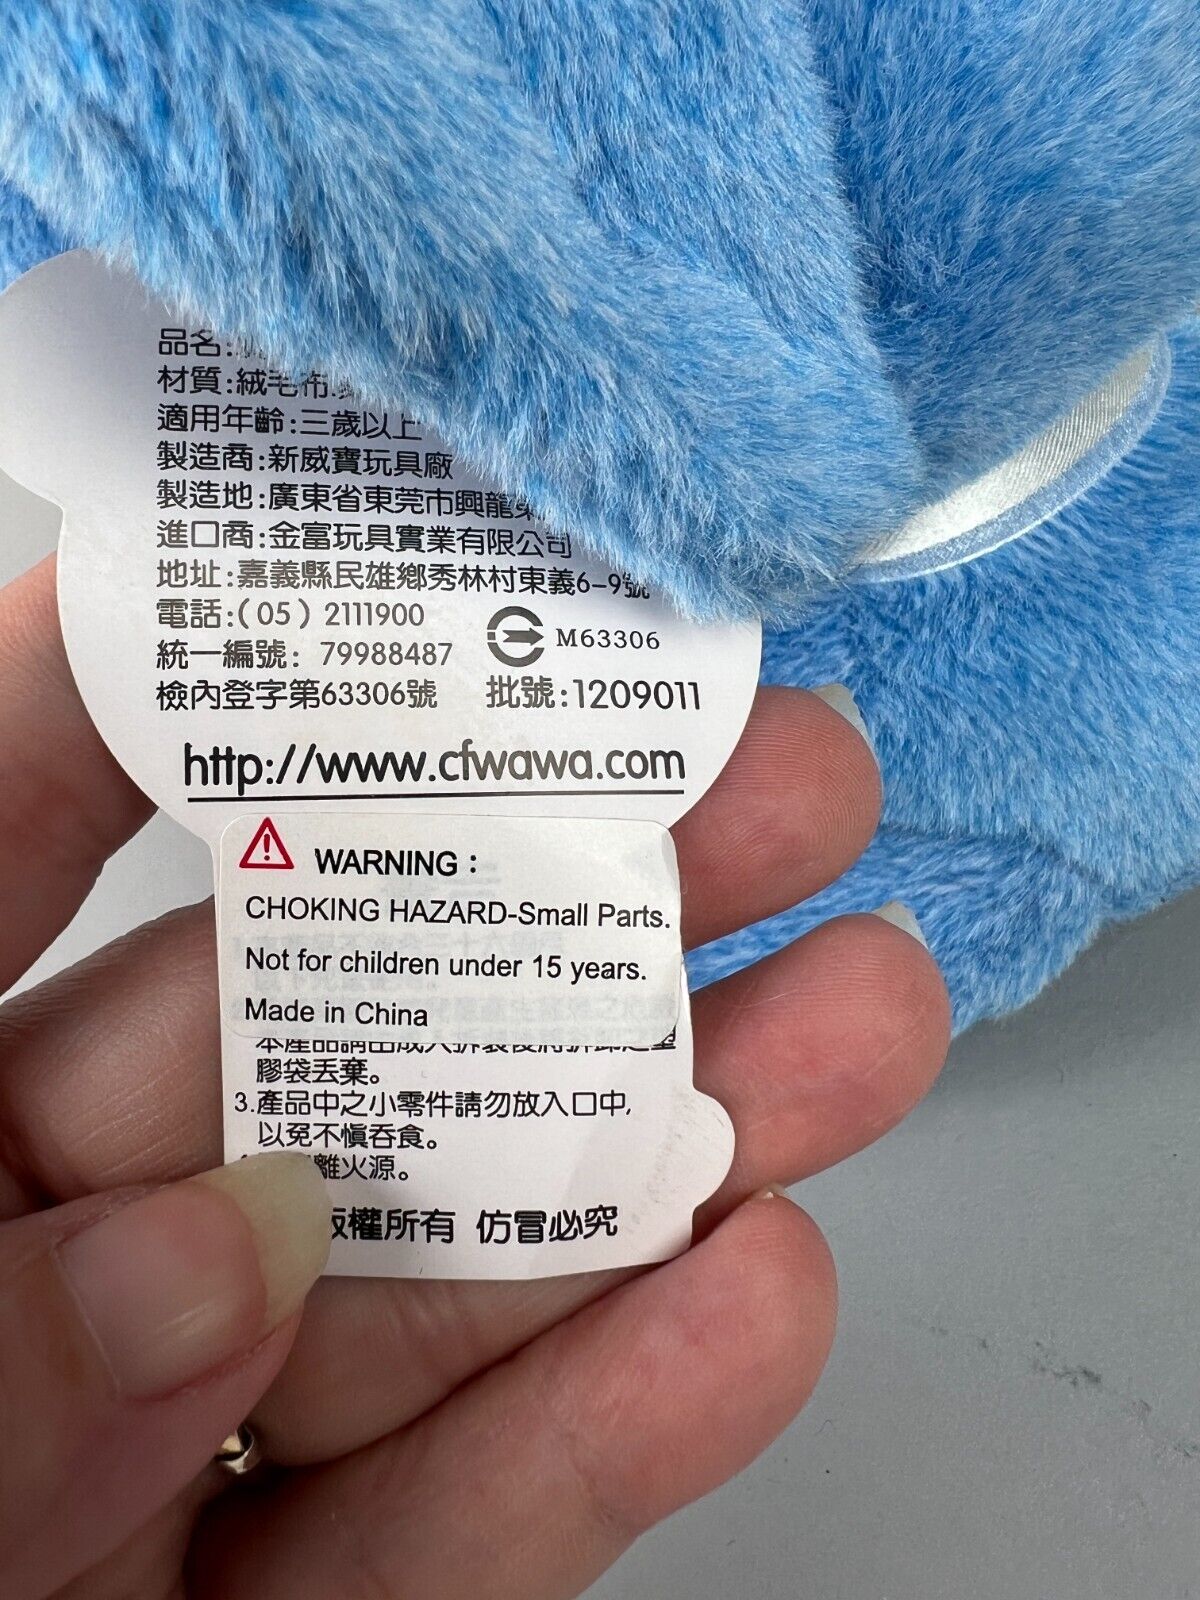 品名:
材質:絨毛布.
適用年齡:三歲以上
製造商:新威寶玩具廠
製造地:廣東省東莞市興龍
進口商:金富玩具實業有限公司
地址:嘉義縣民雄鄉秀林村東義6-9號
電話:(05) 2111900
統一編號: 79988487
M63306
檢內登字第63306號 批號:1209011
http://www.cfwawa.com
WARNING:
CHOKING HAZARD-Small Parts.
Not for children under 15 years.
Made in China
本產品請由成人拆裝後將拆卸之塑
膠袋丟棄。
3.產品中之小零件請勿放入口中,
以免不慎吞食。
離火源。
版權所有 仿冒必究